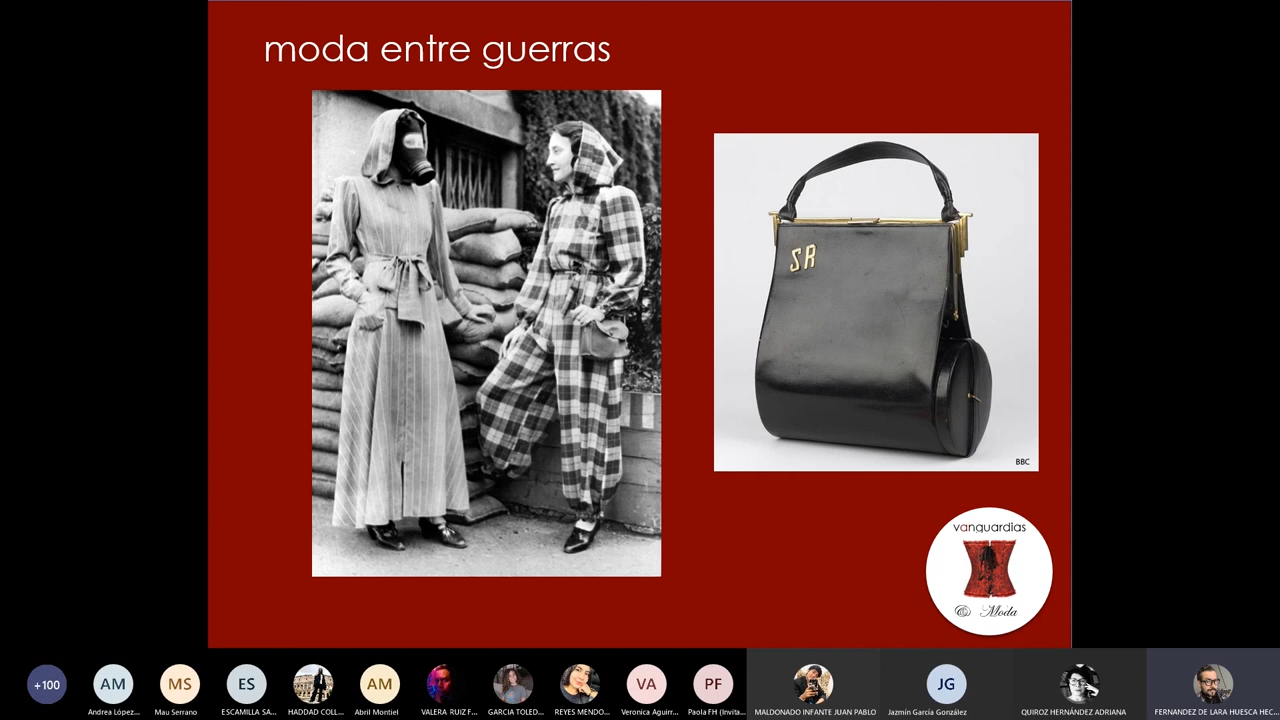 moda entre guerras
SR
BBC
vanguardias
& Moda
+100
AM
MS
ES
AM
VA
PF
JG
Andrea López...
Mau Serrano
ESCAMILLA SA...
HADDAD COLL...
Abril Montiel
VALERA RUIZ F...
GARCIA TOLED...
REYES MENDO...
Veronica Aguirr...
Paola FH (Invita...
MALDONADO INFANTE JUAN PABLO
Jazmín García González
QUIROZ HERNÁNDEZ ADRIANA
FERNANDEZ DE LARA HUESCA HEC...